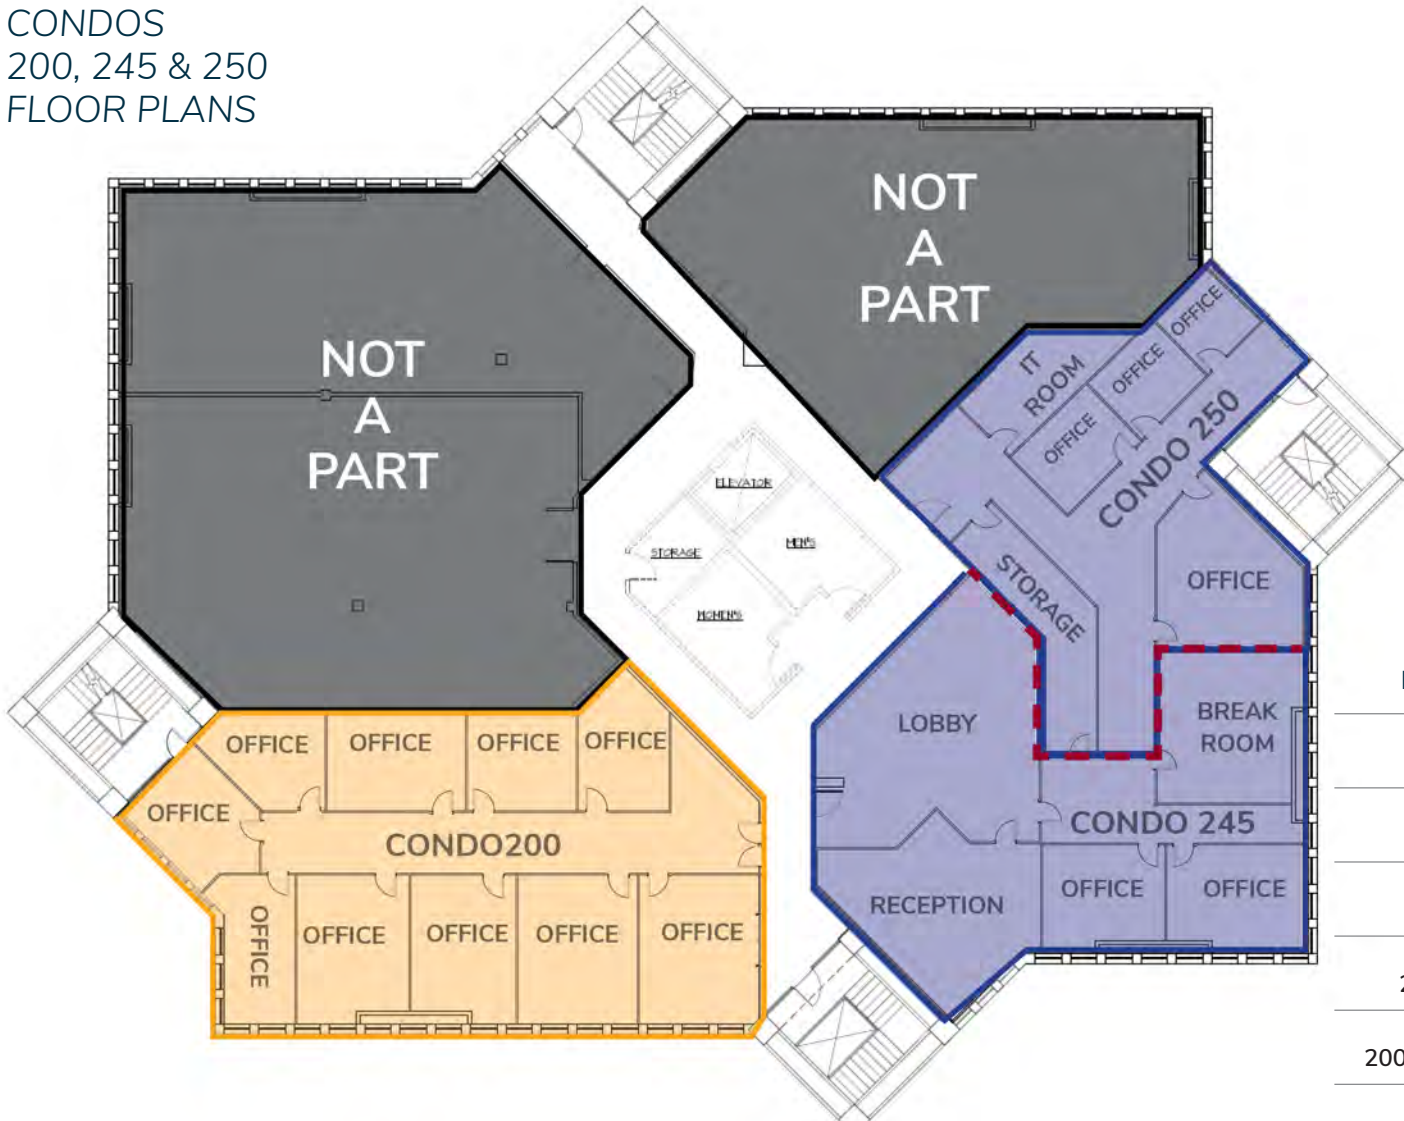 CONDOS
200, 245 & 250
FLOOR PLANS
NOT
A
PART
NOT
A
PART
OFFICE
OFFICE
OFFICE
IT
ROOM
CONDO 250
STORAGE
OFFICE
ELEVATOR
STORAGE
MEN'S
WOMEN'S
LOBBY
BREAK
ROOM
CONDO 245
RECEPTION
OFFICE
OFFICE
OFFICE
OFFICE
OFFICE
OFFICE
OFFICE
CONDO200
OFFICE
OFFICE
OFFICE
OFFICE
OFFICE
200